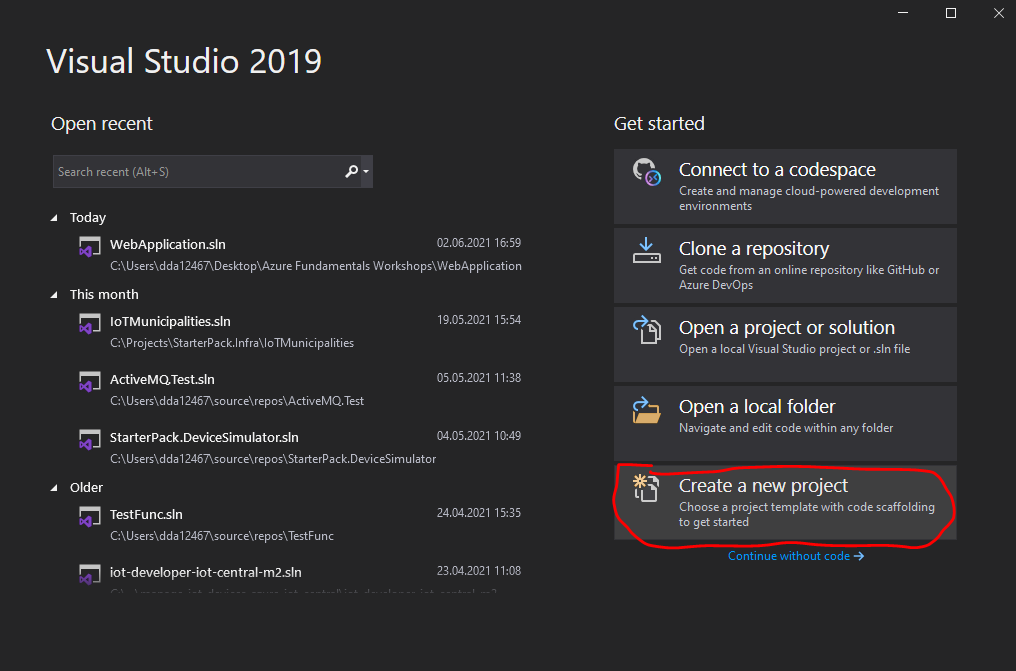 Visual Studio 2019
Open recent
Search recent (Alt+S)
Today
WebApplication.sln 02.06.2021 16:59
C:\Users\dda12467\Desktop\Azure Fundamentals Workshops\WebApplication
This month
IoTMunicipalities.sln 19.05.2021 15:54
C:\Projects\StarterPack.Infra\IoTMunicipalities
ActiveMQ.Test.sln 05.05.2021 11:38
C:\Users\dda12467\source\repos\ActiveMQ.Test
StarterPack.DeviceSimulator.sln 04.05.2021 10:49
C:\Users\dda12467\source\repos\StarterPack.DeviceSimulator
Older
TestFunc.sln 24.04.2021 15:35
C:\Users\dda12467\source\repos\TestFunc
iot-developer-iot-central-m2.sln 23.04.2021 11:08
Get started
Connect to a codespace
Create and manage cloud-powered development
environments
Clone a repository
Get code from an online repository like GitHub or
Azure DevOps
Open a project or solution
Open a local Visual Studio project or .sln file
Open a local folder
Navigate and edit code within any folder
Create a new project
Choose a project template with code scaffolding
to get started
Continue without code →